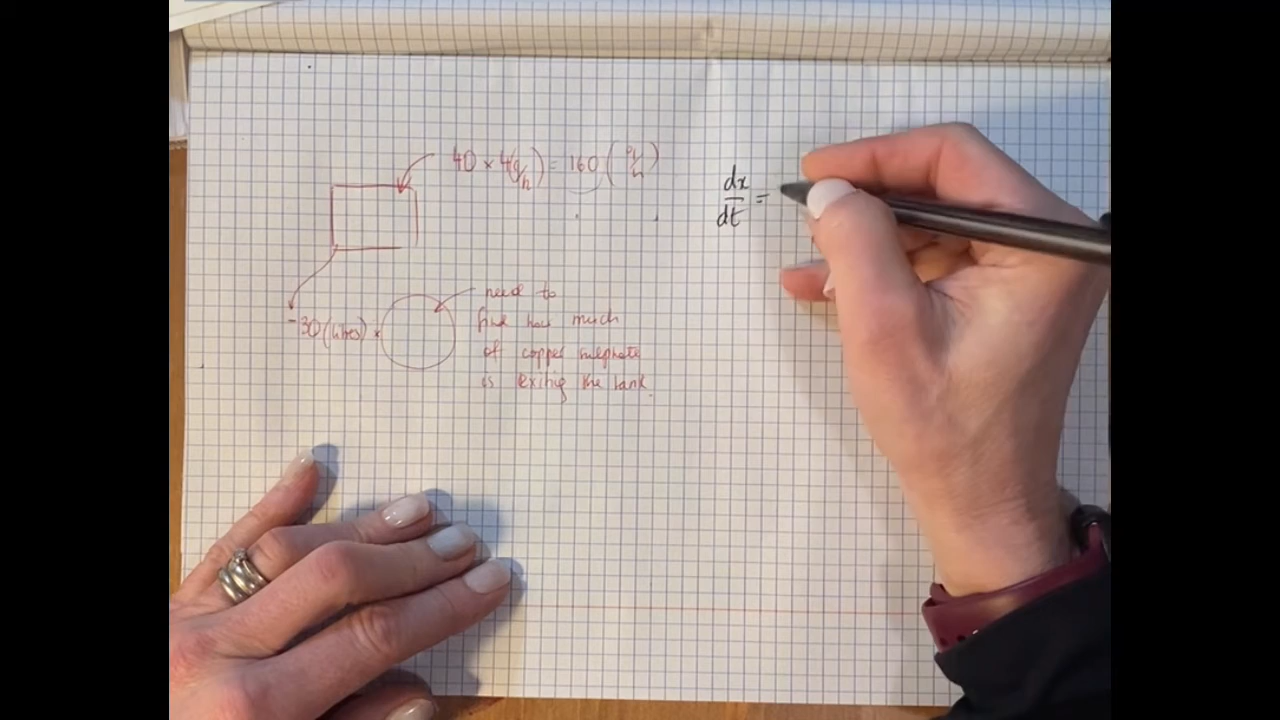 40 × 4(g/h) = 160 (g/h)
dx/dt =
need to
-30(litres) ×
find how much
of copper sulphate
is exiting the tank.